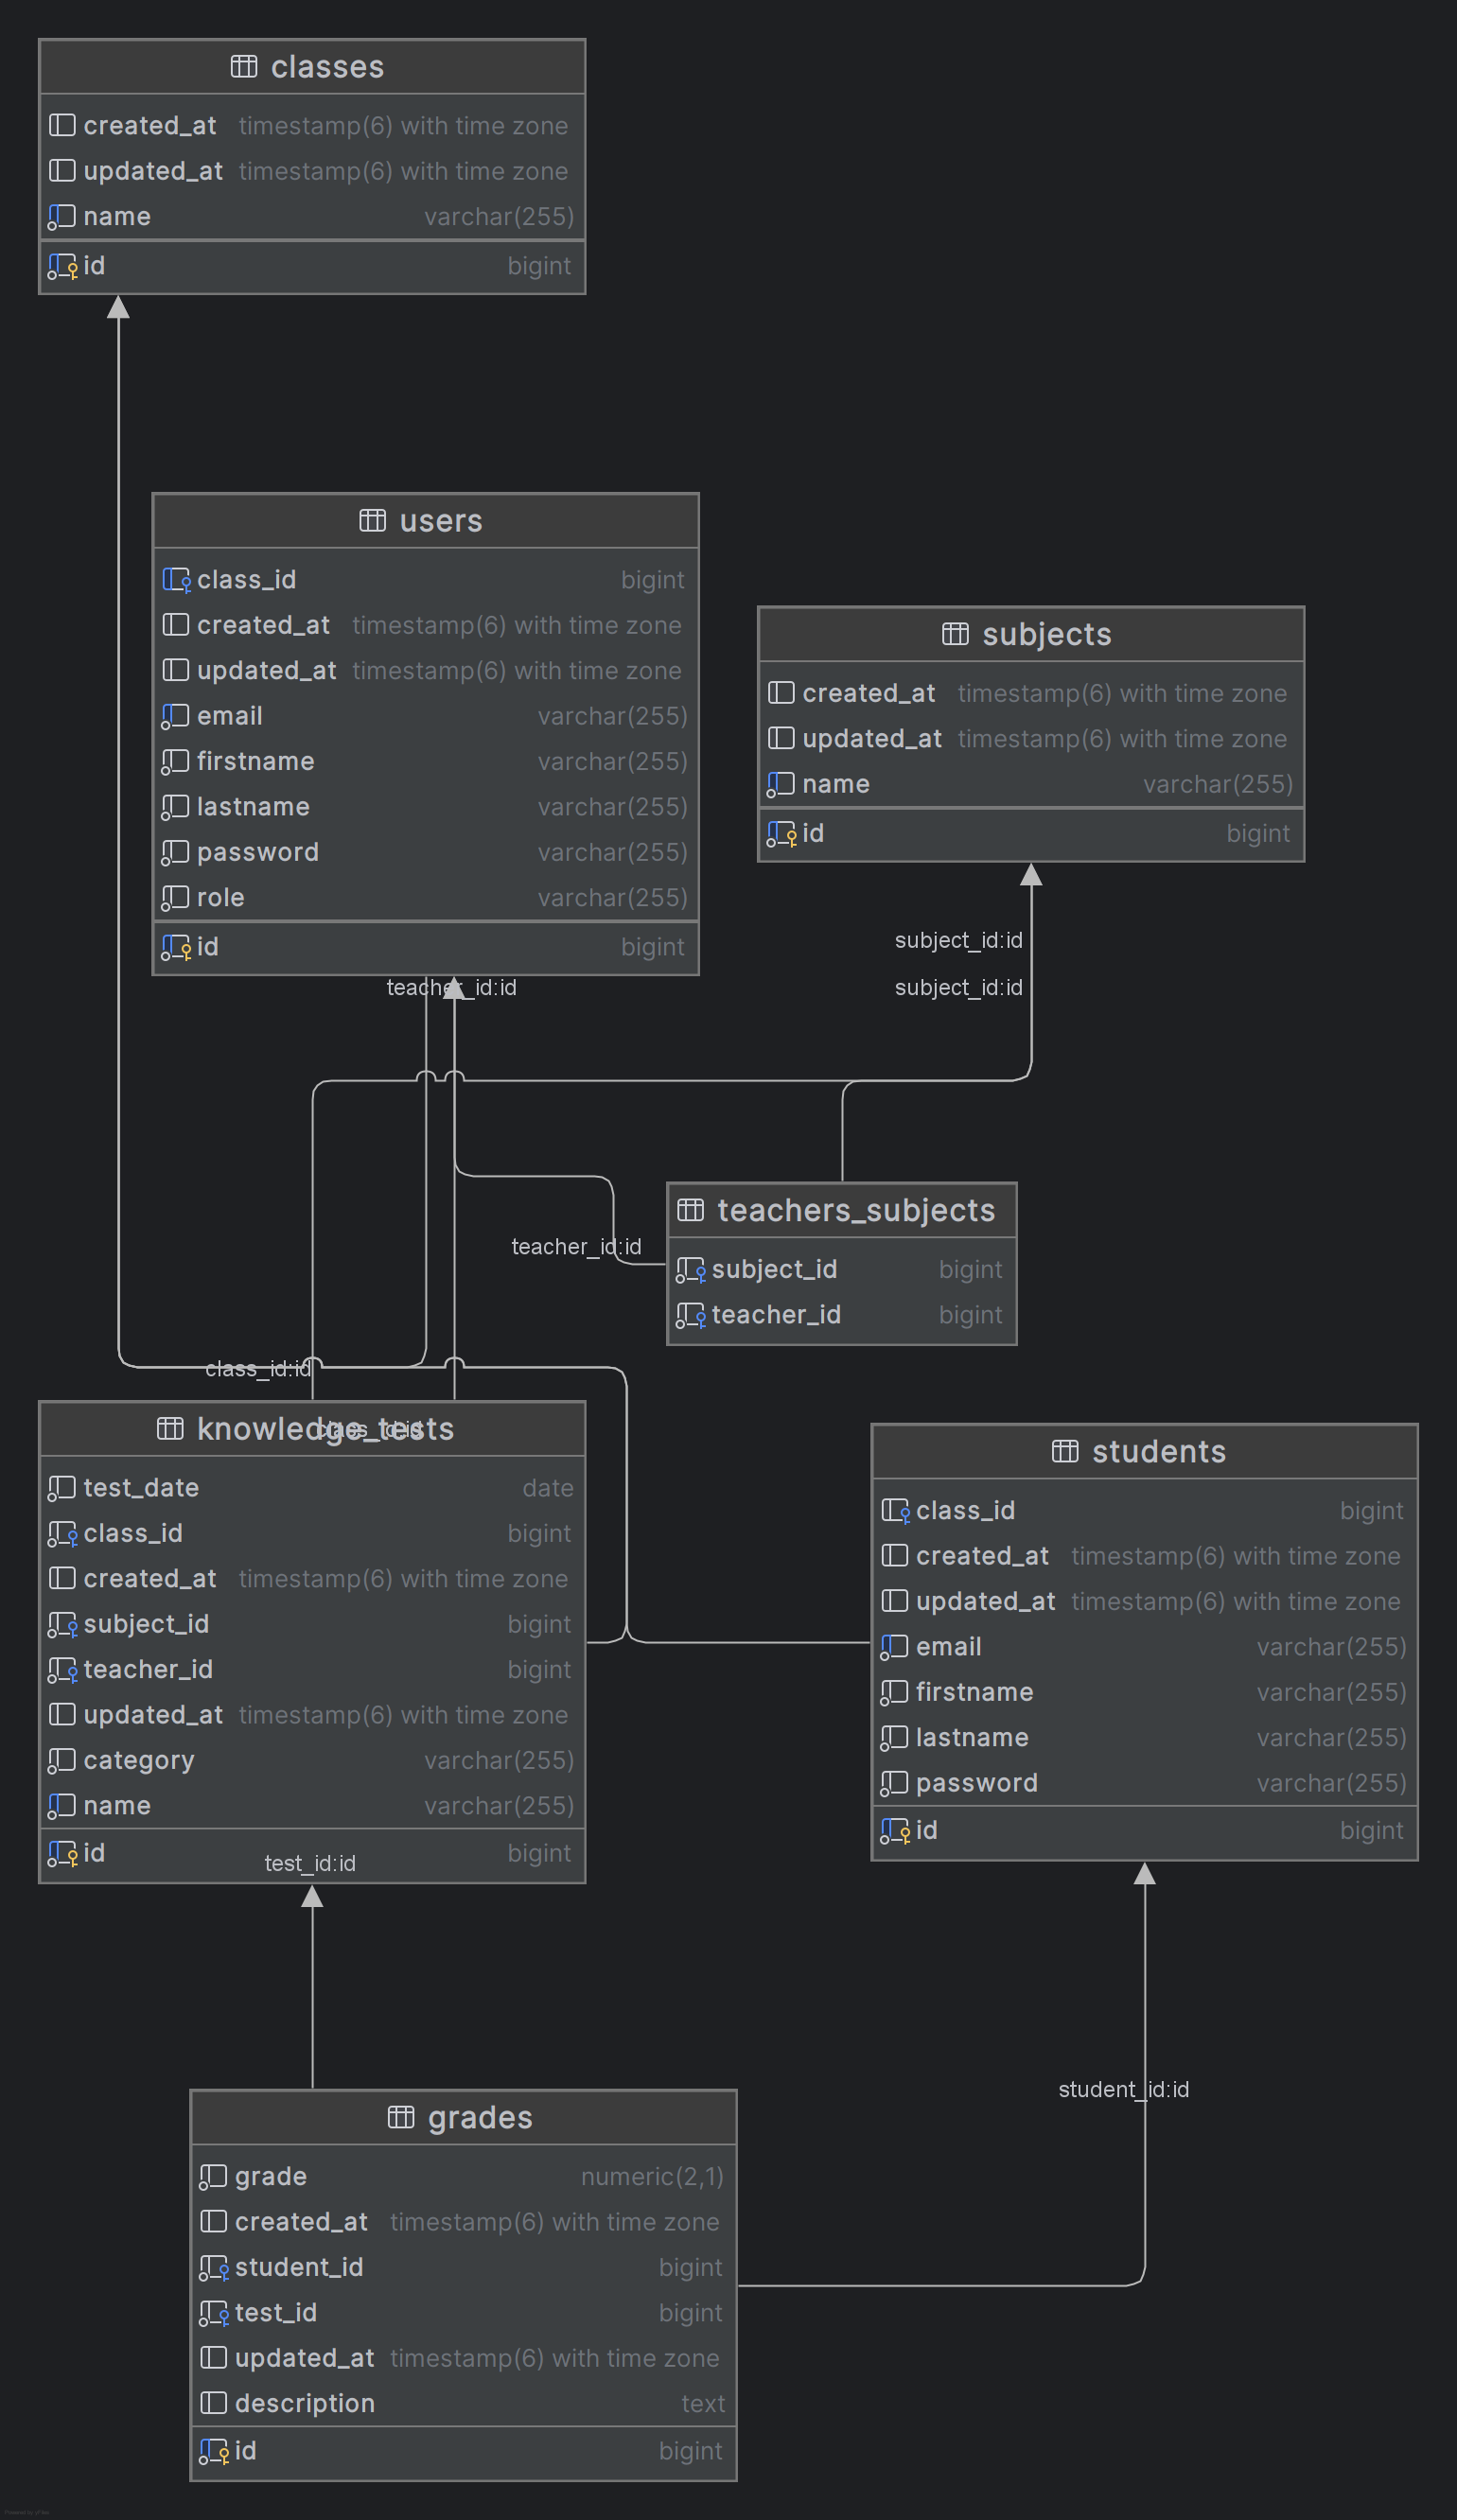 classes
created_at timestamp(6) with time zone
updated_at timestamp(6) with time zone
name varchar(255)
id bigint
users
class_id bigint
created_at timestamp(6) with time zone
updated_at timestamp(6) with time zone
email varchar(255)
firstname varchar(255)
lastname varchar(255)
password varchar(255)
role varchar(255)
id bigint
subjects
created_at timestamp(6) with time zone
updated_at timestamp(6) with time zone
name varchar(255)
id bigint
subject_id:id
teacher_id:id
subject_id:id
teachers_subjects
subject_id bigint
teacher_id bigint
teacher_id:id
class_id:id
class_id:id
knowledge_tests
test_date date
class_id bigint
created_at timestamp(6) with time zone
subject_id bigint
teacher_id bigint
updated_at timestamp(6) with time zone
category varchar(255)
name varchar(255)
id bigint
test_id:id
students
class_id bigint
created_at timestamp(6) with time zone
updated_at timestamp(6) with time zone
email varchar(255)
firstname varchar(255)
lastname varchar(255)
password varchar(255)
id bigint
student_id:id
grades
grade numeric(2,1)
created_at timestamp(6) with time zone
student_id bigint
test_id bigint
updated_at timestamp(6) with time zone
description text
id bigint
Powered by yFiles